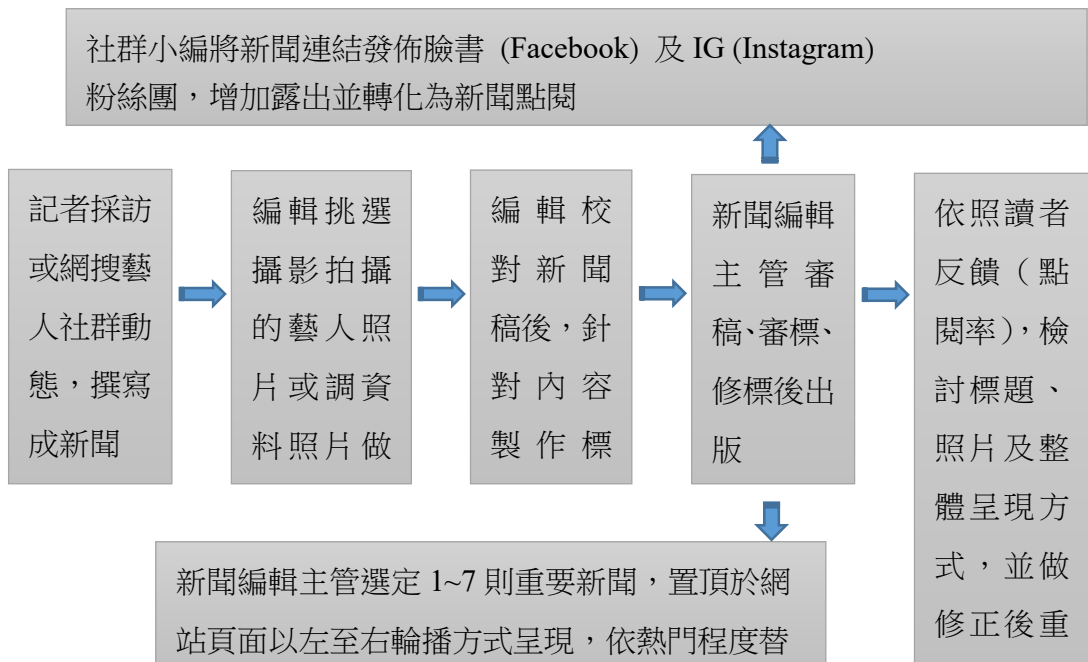 社群小編將新聞連結發佈臉書 (Facebook) 及 IG (Instagram)
粉絲團，增加露出並轉化為新聞點閱
記者採訪
或網搜藝
人社群動
態，撰寫
成新聞
編輯挑選
攝影拍攝
的藝人照
片或調資
料照片做
編輯校
對新聞
稿後，針
對內容
製作標
新聞編輯
主管審
稿、審標、
修標後出
版
依照讀者
反饋（點
閱率），檢
討標題、
照片及整
體呈現方
式，並做
修正後重
新聞編輯主管選定 1~7 則重要新聞，置頂於網
站頁面以左至右輪播方式呈現，依熱門程度替